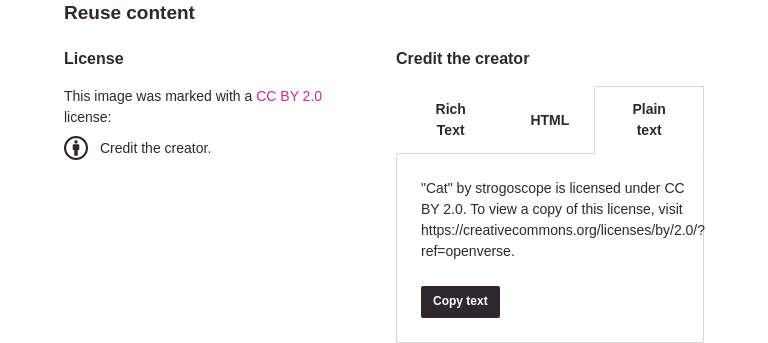 Reuse content
License
This image was marked with a CC BY 2.0
license:
Credit the creator.
Credit the creator
Rich
Text
HTML
Plain
text
"Cat" by strogoscope is licensed under CC
BY 2.0. To view a copy of this license, visit
https://creativecommons.org/licenses/by/2.0/?
ref=openverse.
Copy text